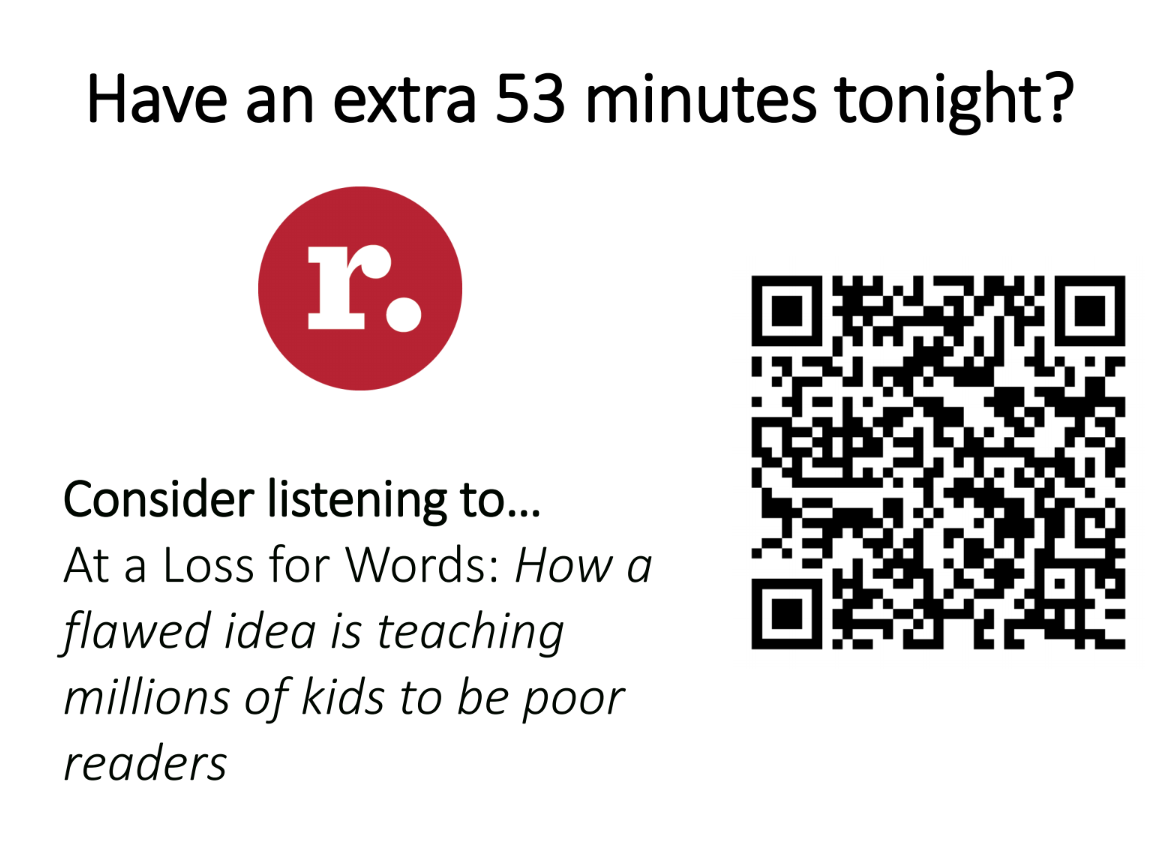 Have an extra 53 minutes tonight?
r.
Consider listening to...
At a Loss for Words: How a
flawed idea is teaching
millions of kids to be poor
readers